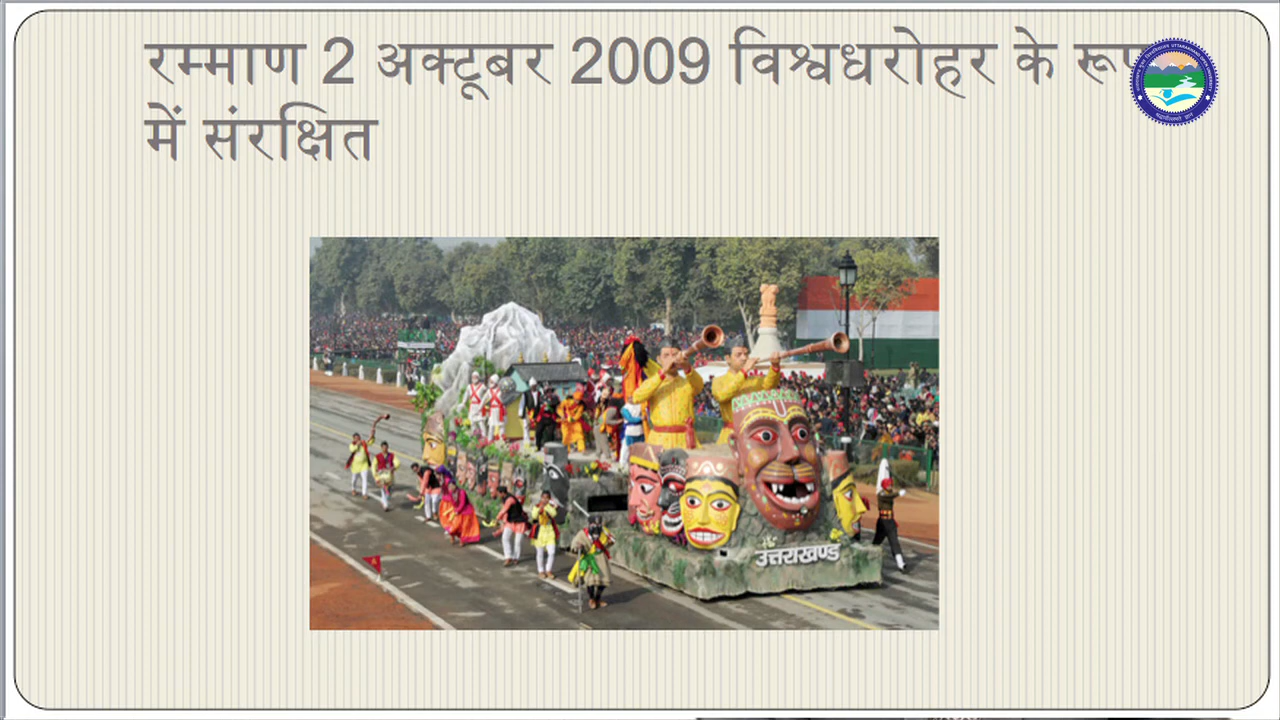 रम्माण 2 अक्टूबर 2009 विश्वधरोहर के रूप
में संरक्षित
उत्तराखण्ड